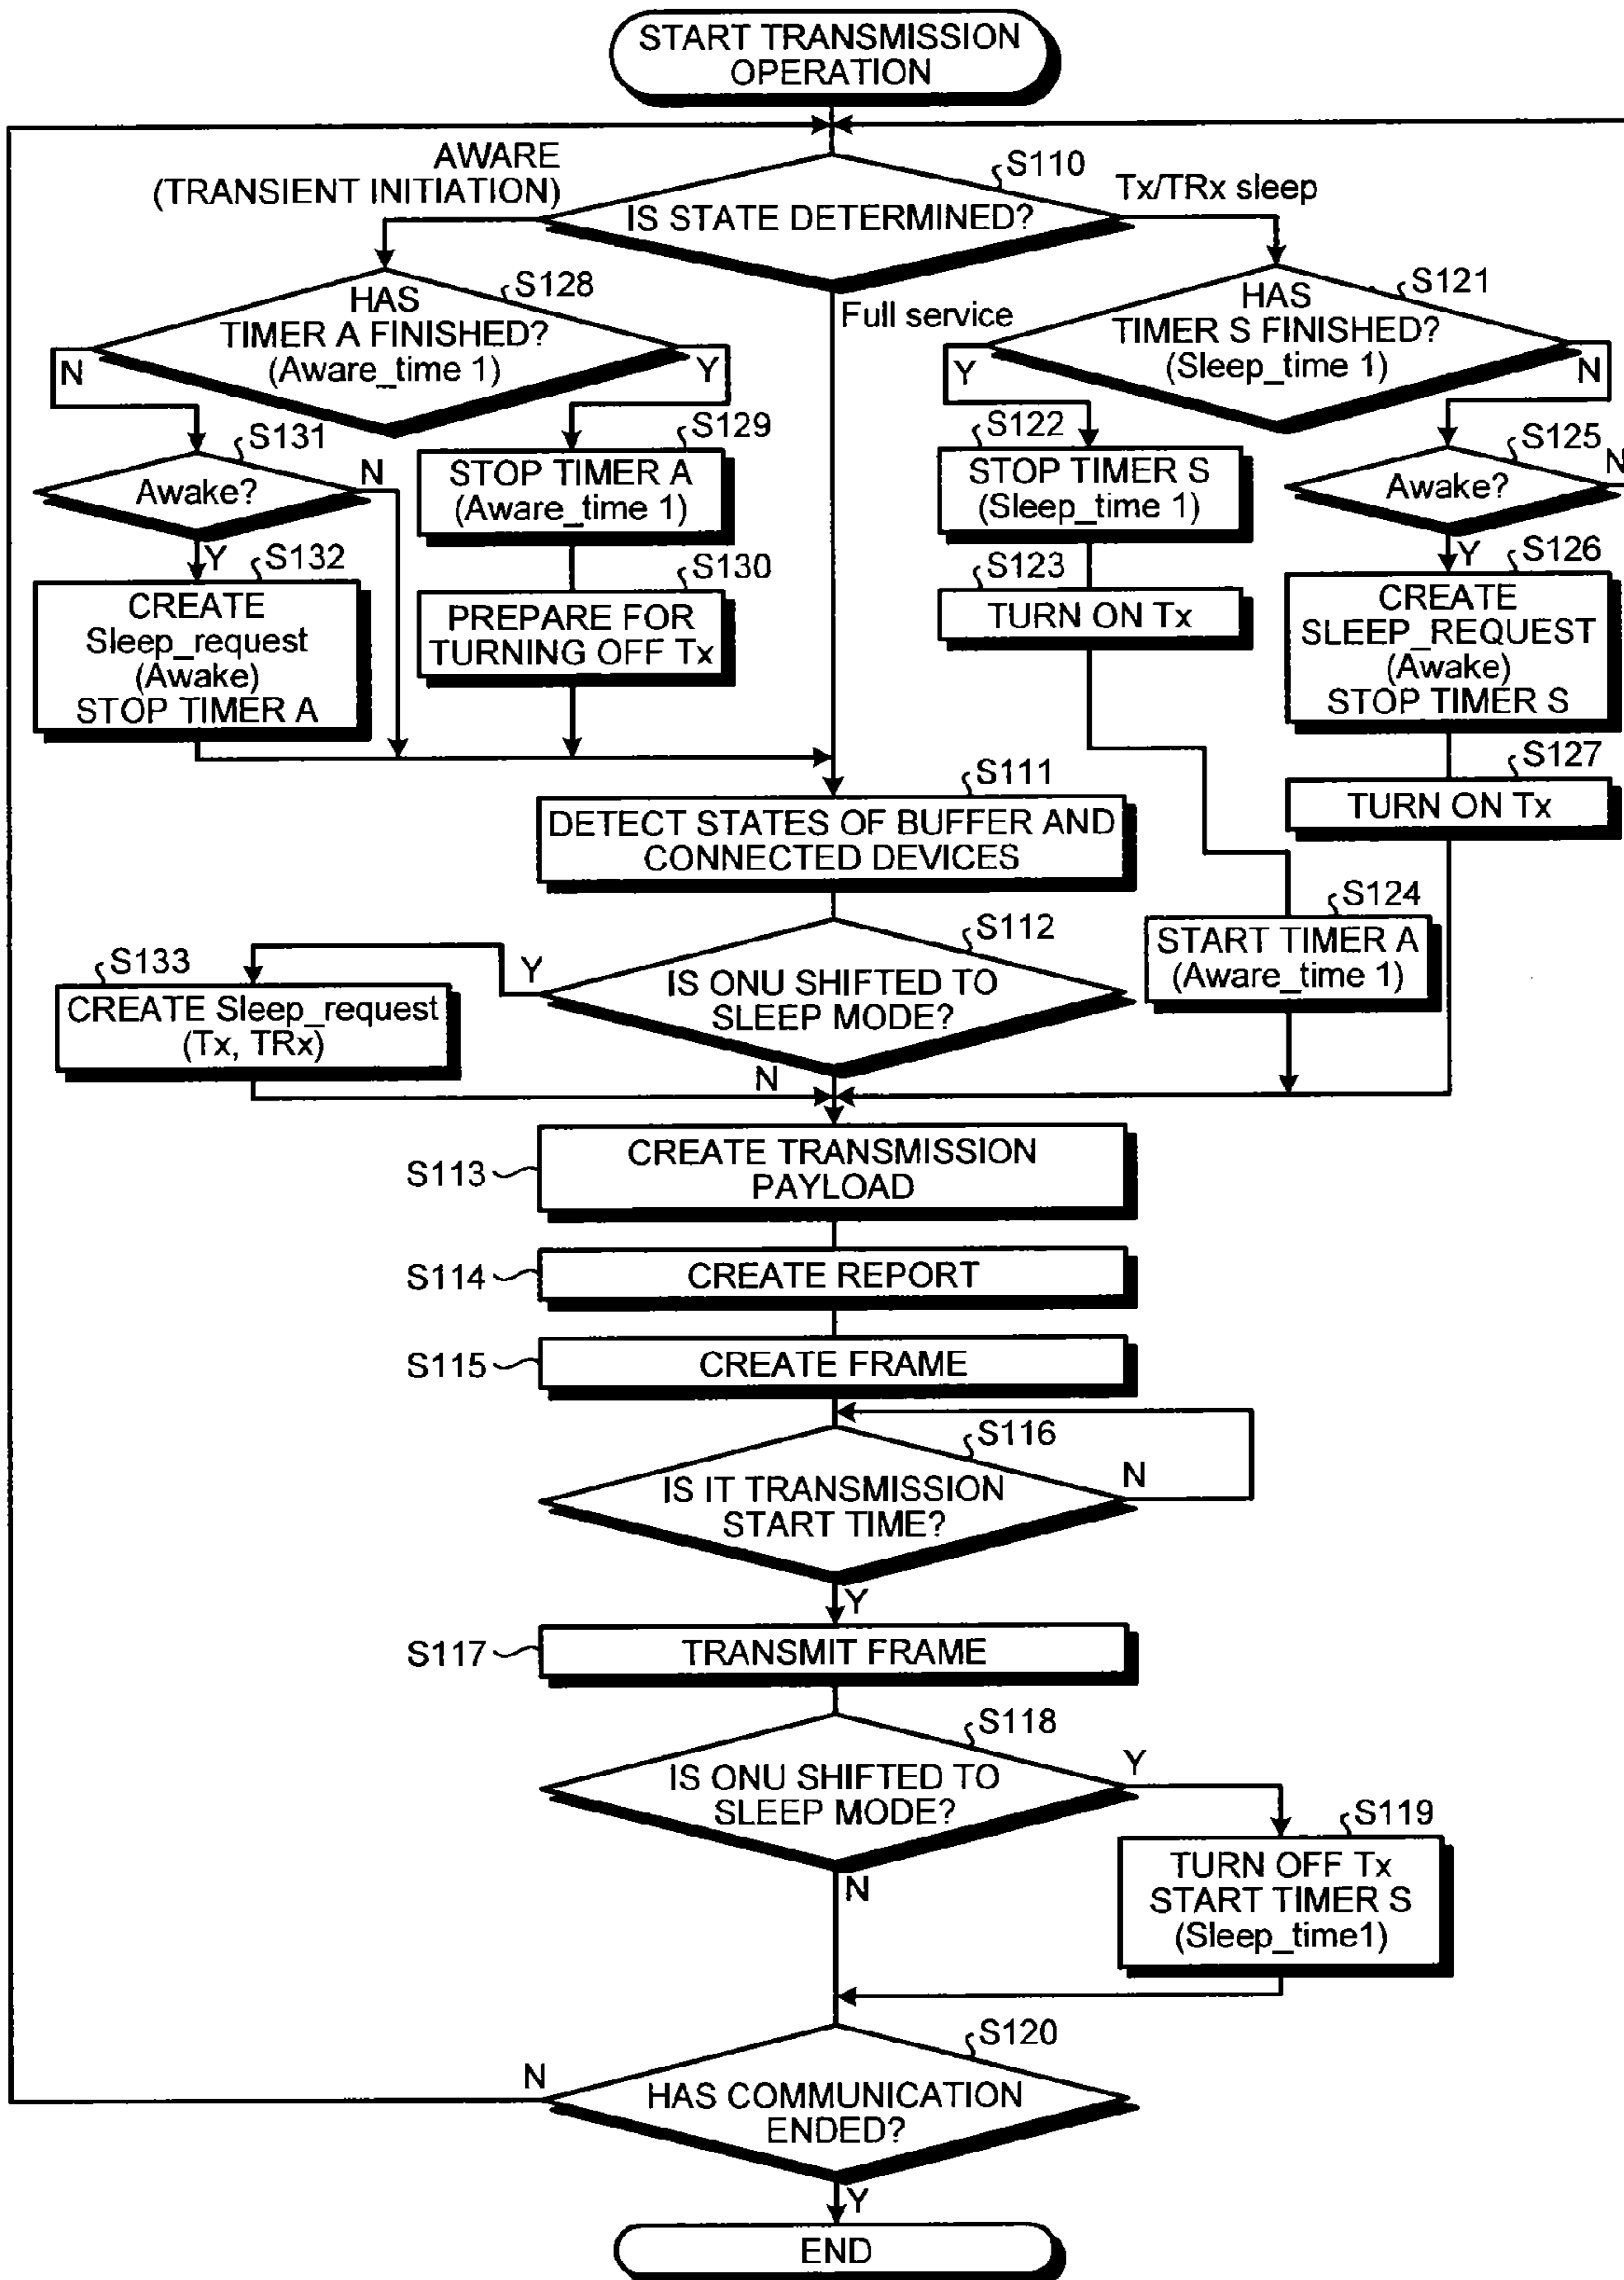 START TRANSMISSION
OPERATION
AWARE
(TRANSIENT INITIATION)
S110
IS STATE DETERMINED?
Tx/TRx sleep
Full service
S128
HAS
TIMER A FINISHED?
(Aware_time 1)
N
Y
S121
HAS
TIMER S FINISHED?
(Sleep_time 1)
Y
N
S131
Awake?
N
Y
S129
STOP TIMER A
(Aware_time 1)
S122
STOP TIMER S
(Sleep_time 1)
S125
Awake?
N
Y
S132
CREATE
Sleep_request
(Awake)
STOP TIMER A
S130
PREPARE FOR
TURNING OFF Tx
S123
TURN ON Tx
S126
CREATE
SLEEP_REQUEST
(Awake)
STOP TIMER S
S127
TURN ON Tx
S111
DETECT STATES OF BUFFER AND
CONNECTED DEVICES
S124
START TIMER A
(Aware_time 1)
S112
IS ONU SHIFTED TO
SLEEP MODE?
Y
N
S133
CREATE Sleep_request
(Tx, TRx)
S113
CREATE TRANSMISSION
PAYLOAD
S114
CREATE REPORT
S115
CREATE FRAME
S116
IS IT TRANSMISSION
START TIME?
N
Y
S117
TRANSMIT FRAME
S118
IS ONU SHIFTED TO
SLEEP MODE?
Y
N
S119
TURN OFF Tx
START TIMER S
(Sleep_time1)
S120
HAS COMMUNICATION
ENDED?
N
Y
END